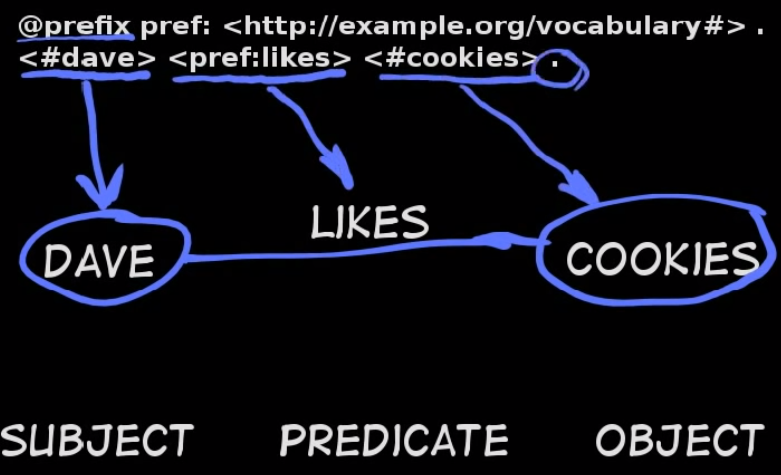 @prefix pref: <http://example.org/vocabulary#> .
<#dave> <pref:likes> <#cookies> .
LIKES
DAVE COOKIES
SUBJECT PREDICATE OBJECT